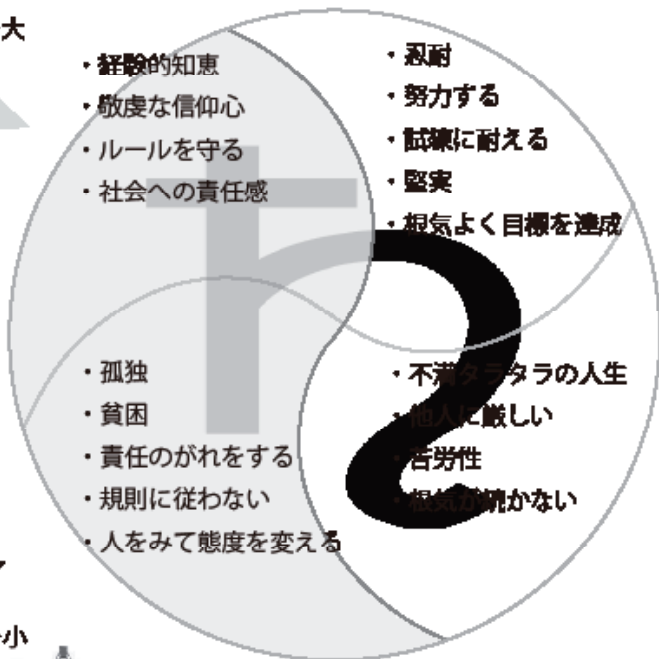 大
・経験的知恵
・敬虔な信仰心
・ルールを守る
・社会への責任感
・忍耐
・努力する
・試練に耐える
・堅実
・根気よく目標を達成
・孤独
・貧困
・責任のがれをする
・規則に従わない
・人をみて態度を変える
・不満タラタラの人生
・他人に厳しい
・苦労性
・根気が続かない
小